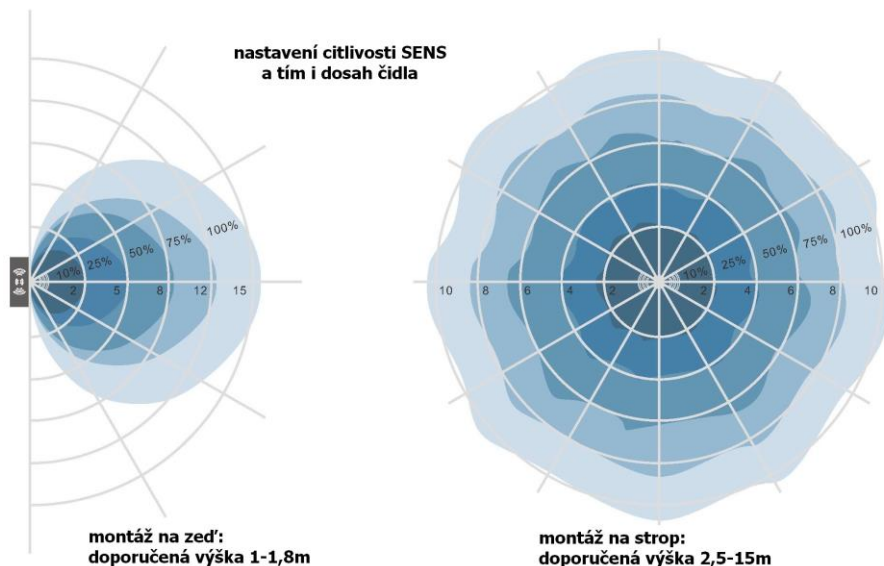 nastavení citlivosti SENS
a tím i dosah čidla
10% 25% 50% 75% 100%
2 5 8 12 15
10% 25% 50% 75% 100%
10 8 6 4 2 2 4 6 8 10
montáž na zeď:
doporučená výška 1-1,8m
montáž na strop:
doporučená výška 2,5-15m